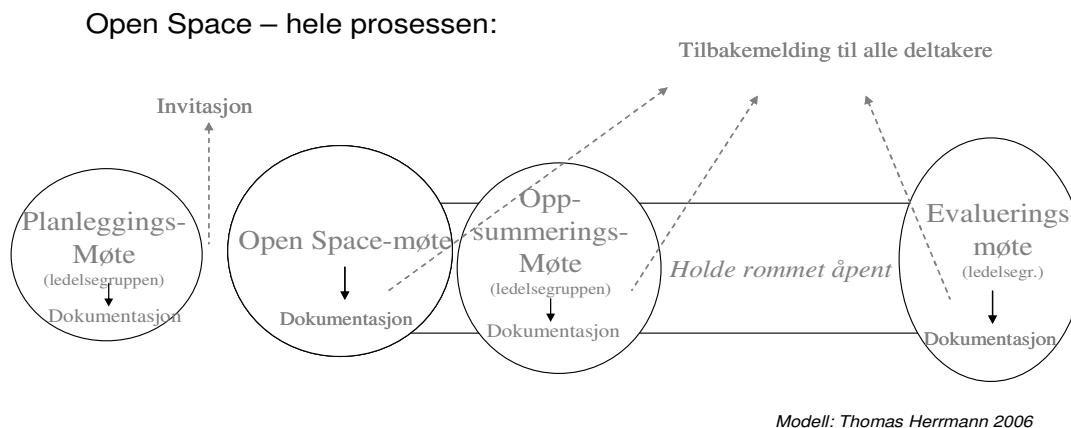 Open Space – hele prosessen:
Tilbakemelding til alle deltakere
Invitasjon
Planleggings-
Møte
(ledelsegruppen)
Dokumentasjon
Open Space-møte
Dokumentasjon
Opp-
summerings-
Møte
(ledelsegruppen)
Dokumentasjon
Holde rommet åpent
Evaluerings-
møte
(ledelsegr.)
Dokumentasjon
Modell: Thomas Herrmann 2006